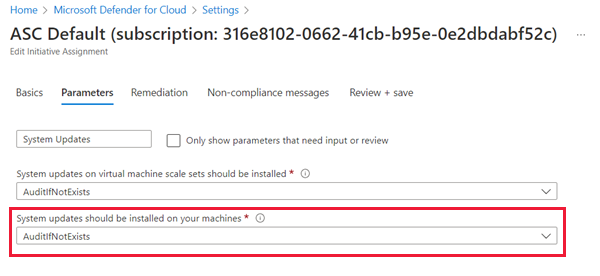 Home > Microsoft Defender for Cloud > Settings >
ASC Default (subscription: 316e8102-0662-41cb-b95e-0e2dbdabf52c) ...
Edit Initiative Assignment
Basics Parameters Remediation Non-compliance messages Review + save
System Updates Only show parameters that need input or review
System updates on virtual machine scale sets should be installed *
AuditIfNotExists
System updates should be installed on your machines *
AuditIfNotExists